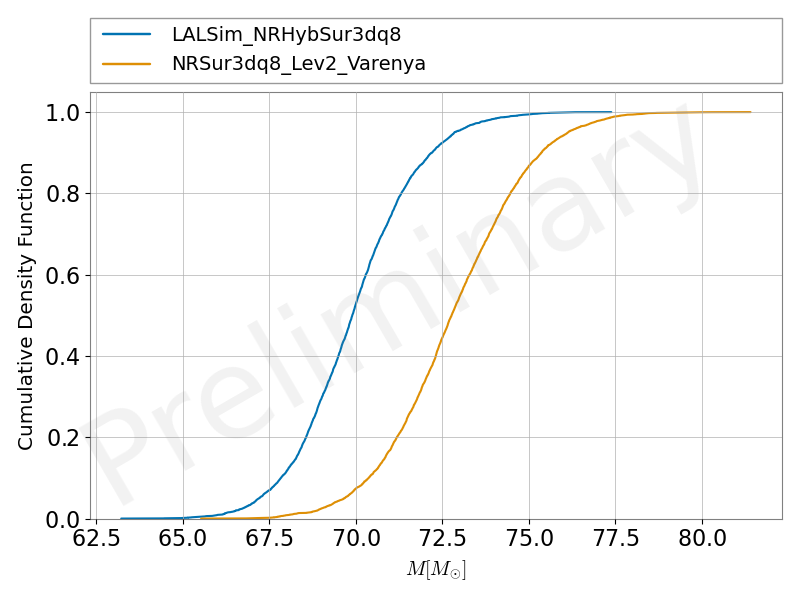 LALSim_NRHybSur3dq8
NRSur3dq8_Lev2_Varenya
1.0
0.8
0.6
0.4
0.2
0.0
Cumulative Density Function
Preliminary
62.5 65.0 67.5 70.0 72.5 75.0 77.5 80.0
M[M⊙]